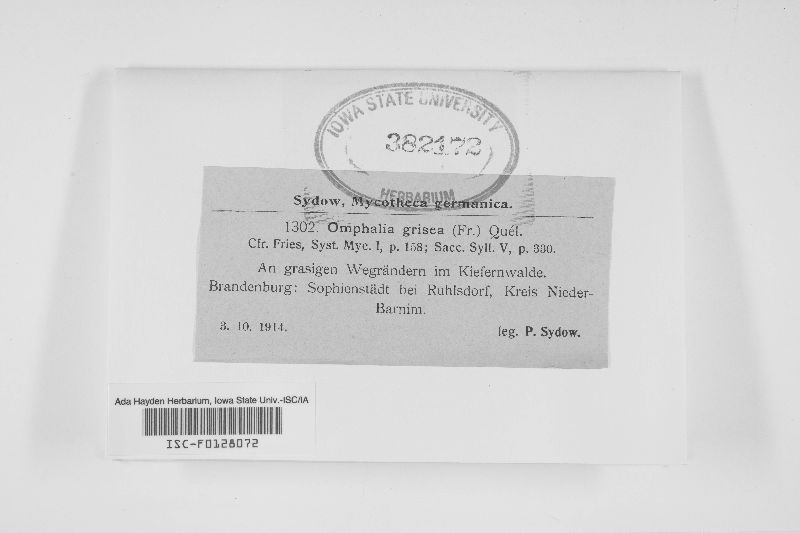 IOWA STATE UNIVERSITY
382172
HERBARIUM
Sydow, Mycotheca germanica.
1302. Omphalia grisea (Fr.) Quél.
Cfr. Fries, Syst. Myc. I, p. 158; Sacc. Syll. V, p. 330.
An grasigen Wegrändern im Kiefernwalde.
Brandenburg: Sophienstädt bei Ruhlsdorf, Kreis Nieder-
Barnim.
3. 10. 1914. leg. P. Sydow.
Ada Hayden Herbarium, Iowa State Univ.-ISC/IA
ISC-F0128072